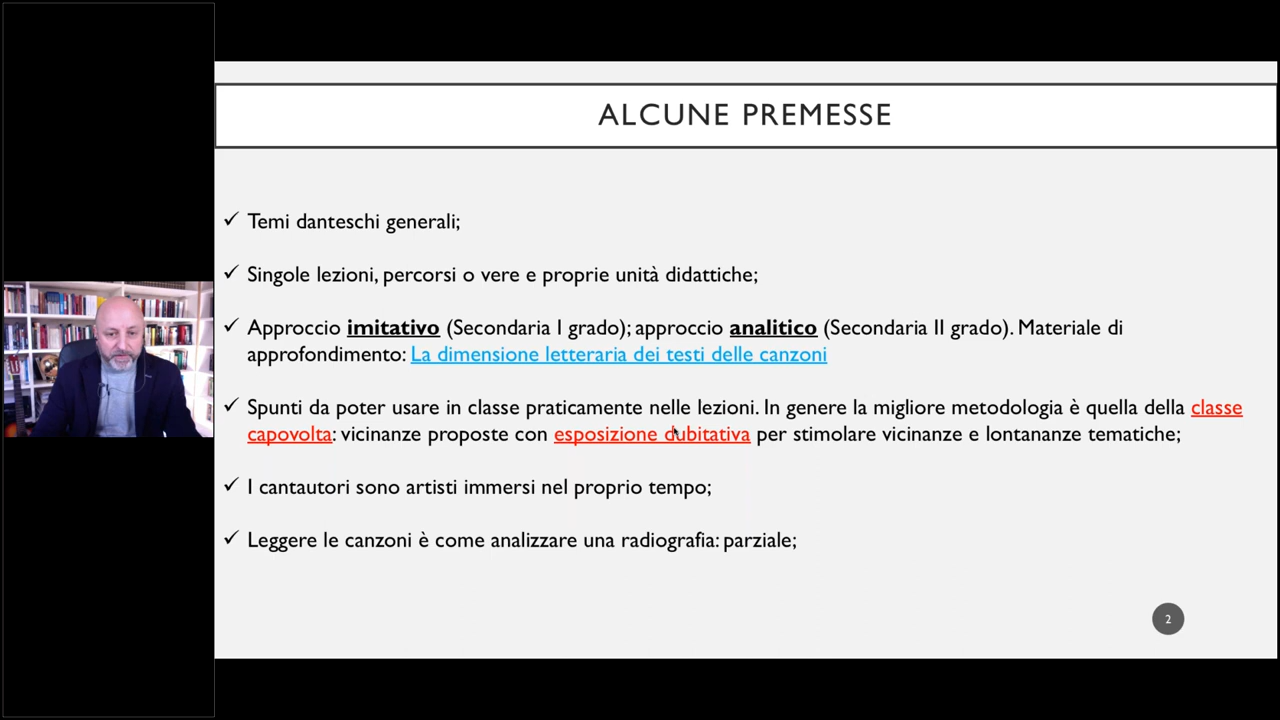 ALCUNE PREMESSE
✓ Temi danteschi generali;
✓ Singole lezioni, percorsi o vere e proprie unità didattiche;
✓ Approccio imitativo (Secondaria I grado); approccio analitico (Secondaria II grado). Materiale di
approfondimento: La dimensione letteraria dei testi delle canzoni
✓ Spunti da poter usare in classe praticamente nelle lezioni. In genere la migliore metodologia è quella della classe
capovolta: vicinanze proposte con esposizione dubitativa per stimolare vicinanze e lontananze tematiche;
✓ I cantautori sono artisti immersi nel proprio tempo;
✓ Leggere le canzoni è come analizzare una radiografia: parziale;
2